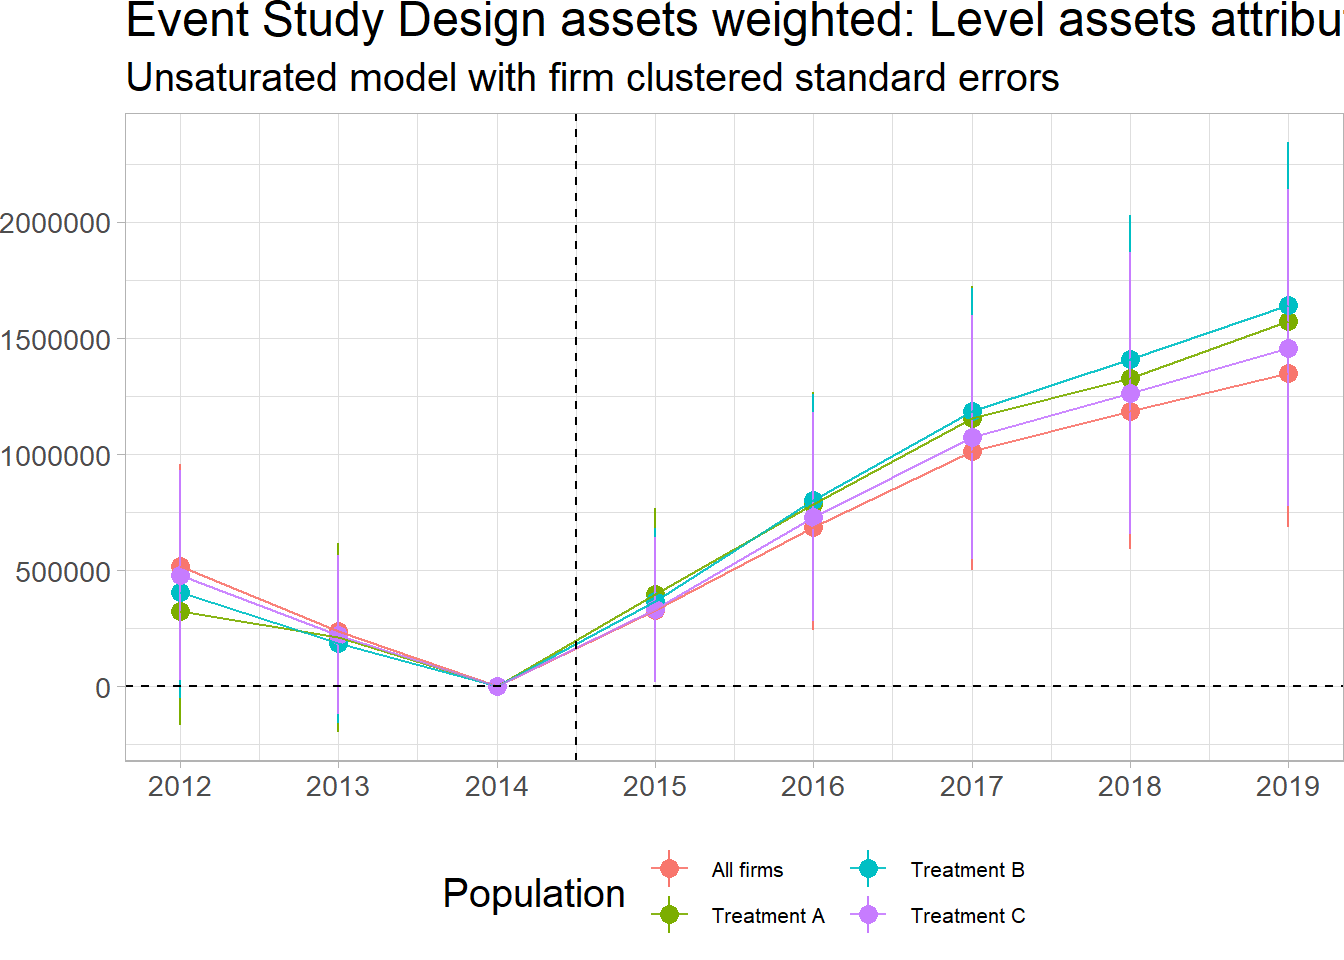 Event Study Design assets weighted: Level assets
Unsaturated model with firm clustered standard errors
2000000
1500000
1000000
500000
0
2012 2013 2014 2015 2016 2017 2018 2019
Population
All firms
Treatment A
Treatment B
Treatment C